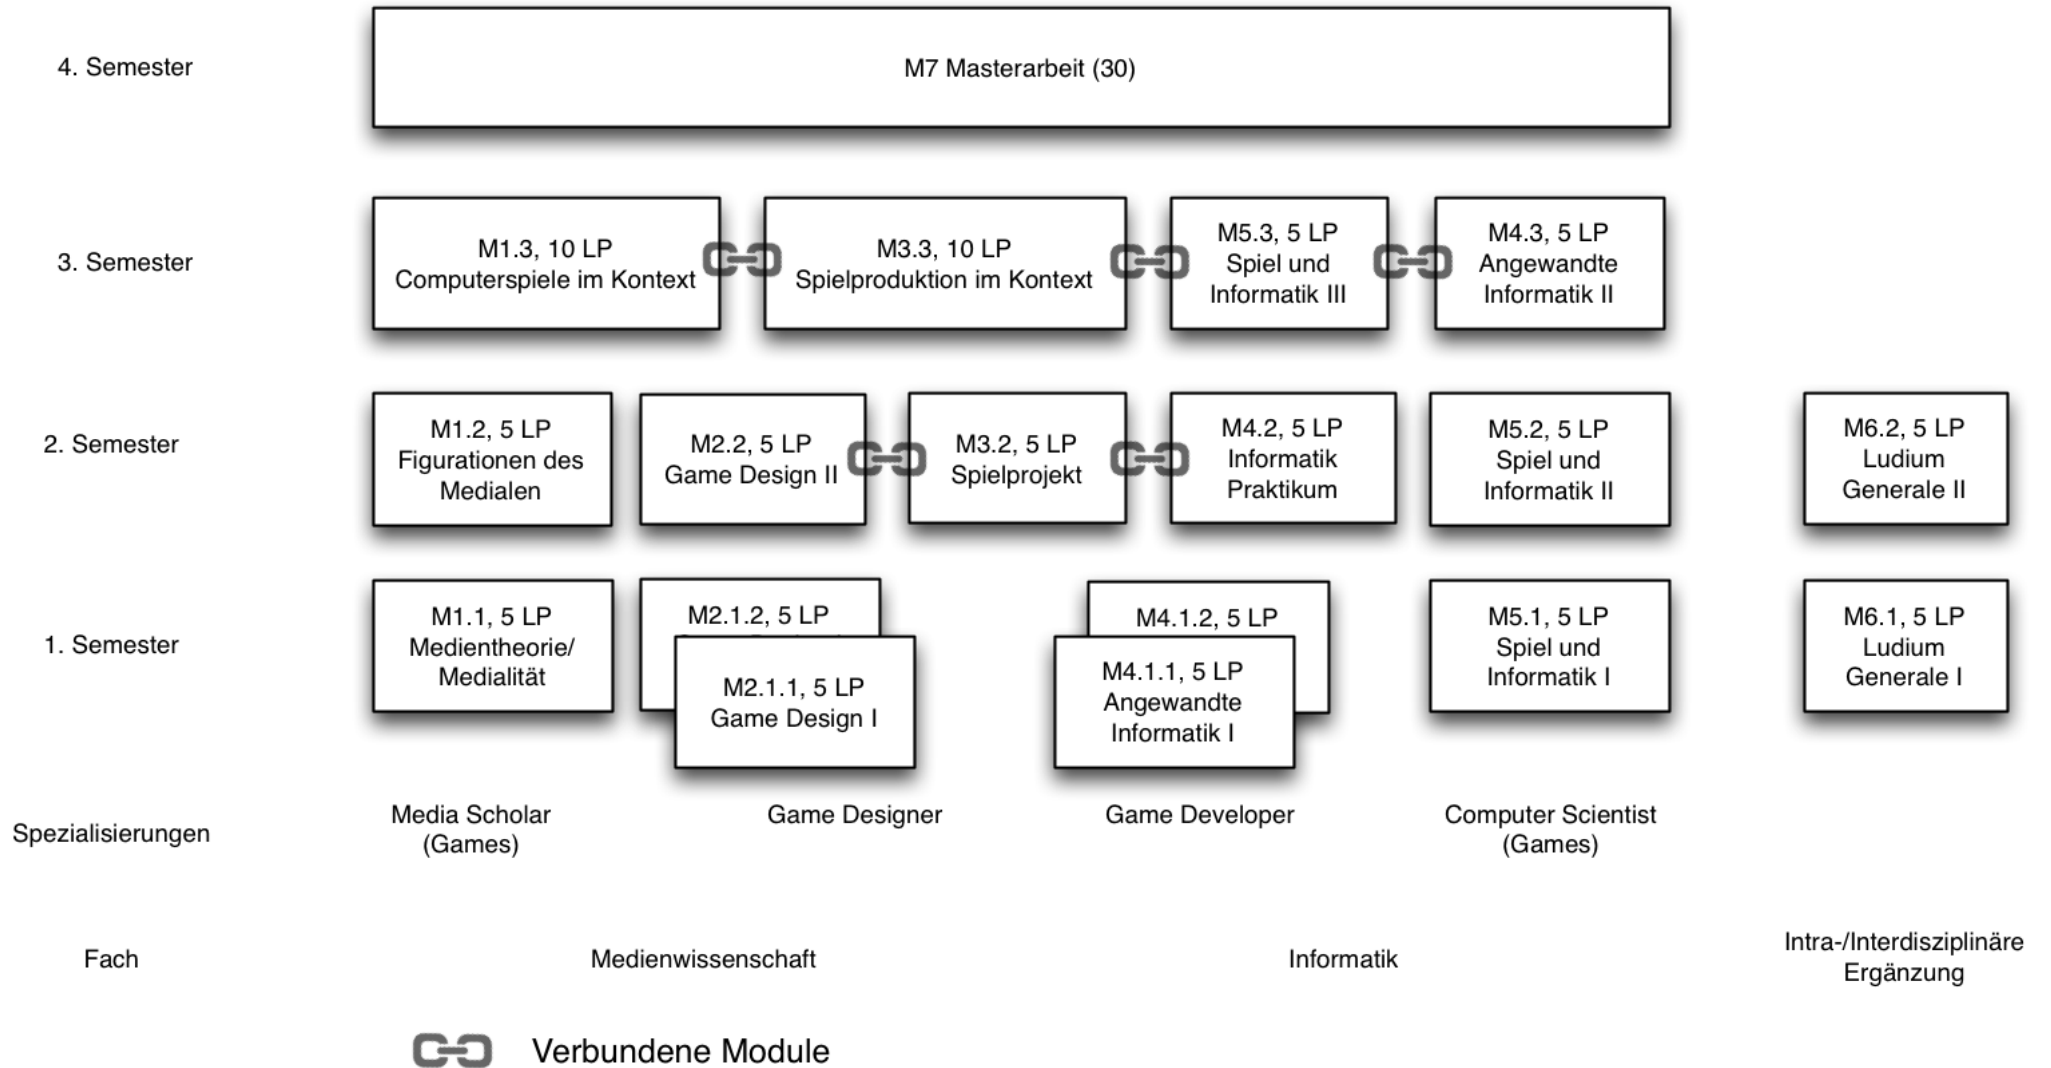 4. Semester
M7 Masterarbeit (30)
3. Semester
M1.3, 10 LP
Computerspiele im Kontext
M3.3, 10 LP
Spielproduktion im Kontext
M5.3, 5 LP
Spiel und
Informatik III
M4.3, 5 LP
Angewandte
Informatik II
2. Semester
M1.2, 5 LP
Figurationen des
Medialen
M2.2, 5 LP
Game Design II
M3.2, 5 LP
Spielprojekt
M4.2, 5 LP
Informatik
Praktikum
M5.2, 5 LP
Spiel und
Informatik II
M6.2, 5 LP
Ludium
Generale II
1. Semester
M1.1, 5 LP
Medientheorie/
Medialität
M2.1.2, 5 LP
M2.1.1, 5 LP
Game Design I
M4.1.2, 5 LP
M4.1.1, 5 LP
Angewandte
Informatik I
M5.1, 5 LP
Spiel und
Informatik I
M6.1, 5 LP
Ludium
Generale I
Spezialisierungen
Media Scholar
(Games)
Game Designer
Game Developer
Computer Scientist
(Games)
Fach
Medienwissenschaft
Informatik
Intra-/Interdisziplinäre
Ergänzung
Verbundene Module